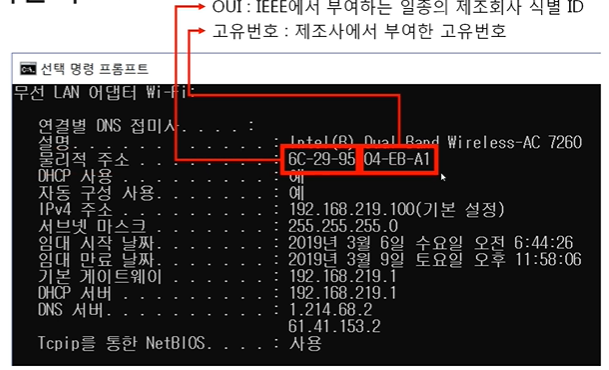 OUI : IEEE에서 부여하는 일종의 제조회사 식별 ID
고유번호 : 제조사에서 부여한 고유번호
선택 명령 프롬프트
무선 LAN 어댑터 Wi-Fi:
연결별 DNS 접미사. . . . :
설명. . . . . . . . . . . . : Intel(R) Dual Band Wireless-AC 7260
물리적 주소 . . . . . . . . : 6C-29-95-04-EB-A1
DHCP 사용 . . . . . . . . . : 예
자동 구성 사용. . . . . . . : 예
IPv4 주소 . . . . . . . . . : 192.168.219.100(기본 설정)
서브넷 마스크 . . . . . . . : 255.255.255.0
임대 시작 날짜. . . . . . . : 2019년 3월 6일 수요일 오전 6:44:26
임대 만료 날짜. . . . . . . : 2019년 3월 9일 토요일 오후 11:58:06
기본 게이트웨이 . . . . . . : 192.168.219.1
DHCP 서버 . . . . . . . . . : 192.168.219.1
DNS 서버. . . . . . . . . . : 1.214.68.2
61.41.153.2
Tcpip를 통한 NetBIOS. . . . : 사용